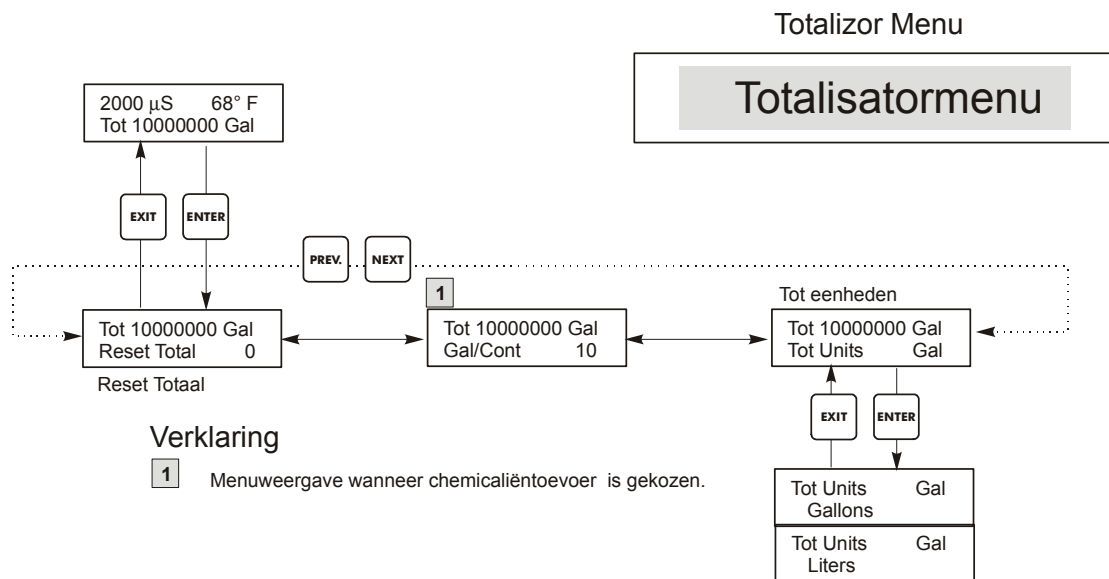 Totalizor Menu
Totalisatormenu
2000 µS 68° F
Tot 10000000 Gal
EXIT
ENTER
PREV.
NEXT
Tot 10000000 Gal
Reset Total 0
Reset Totaal
1
Tot 10000000 Gal
Gal/Cont 10
Tot eenheden
Tot 10000000 Gal
Tot Units Gal
EXIT
ENTER
Verklaring
1 Menuweergave wanneer chemicaliëntoevoer is gekozen.
Tot Units Gal
Gallons
Tot Units Gal
Liters